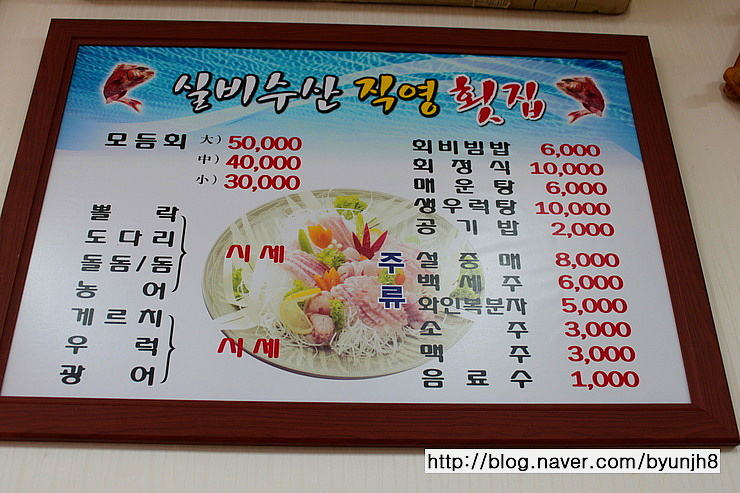 실비수산 직영 횟집
모듬회 大) 50,000
中) 40,000
小) 30,000
뽈락
도다리
돌돔/돔
농어
시세
게르치
우럭
광어
시세
회비빔밥 6,000
회정식 10,000
매운탕 6,000
생우럭탕 10,000
공기밥 2,000
주류
설중매 8,000
백세주 6,000
와인복분자 5,000
소주 3,000
맥주 3,000
음료수 1,000
http://blog.naver.com/byunjh8